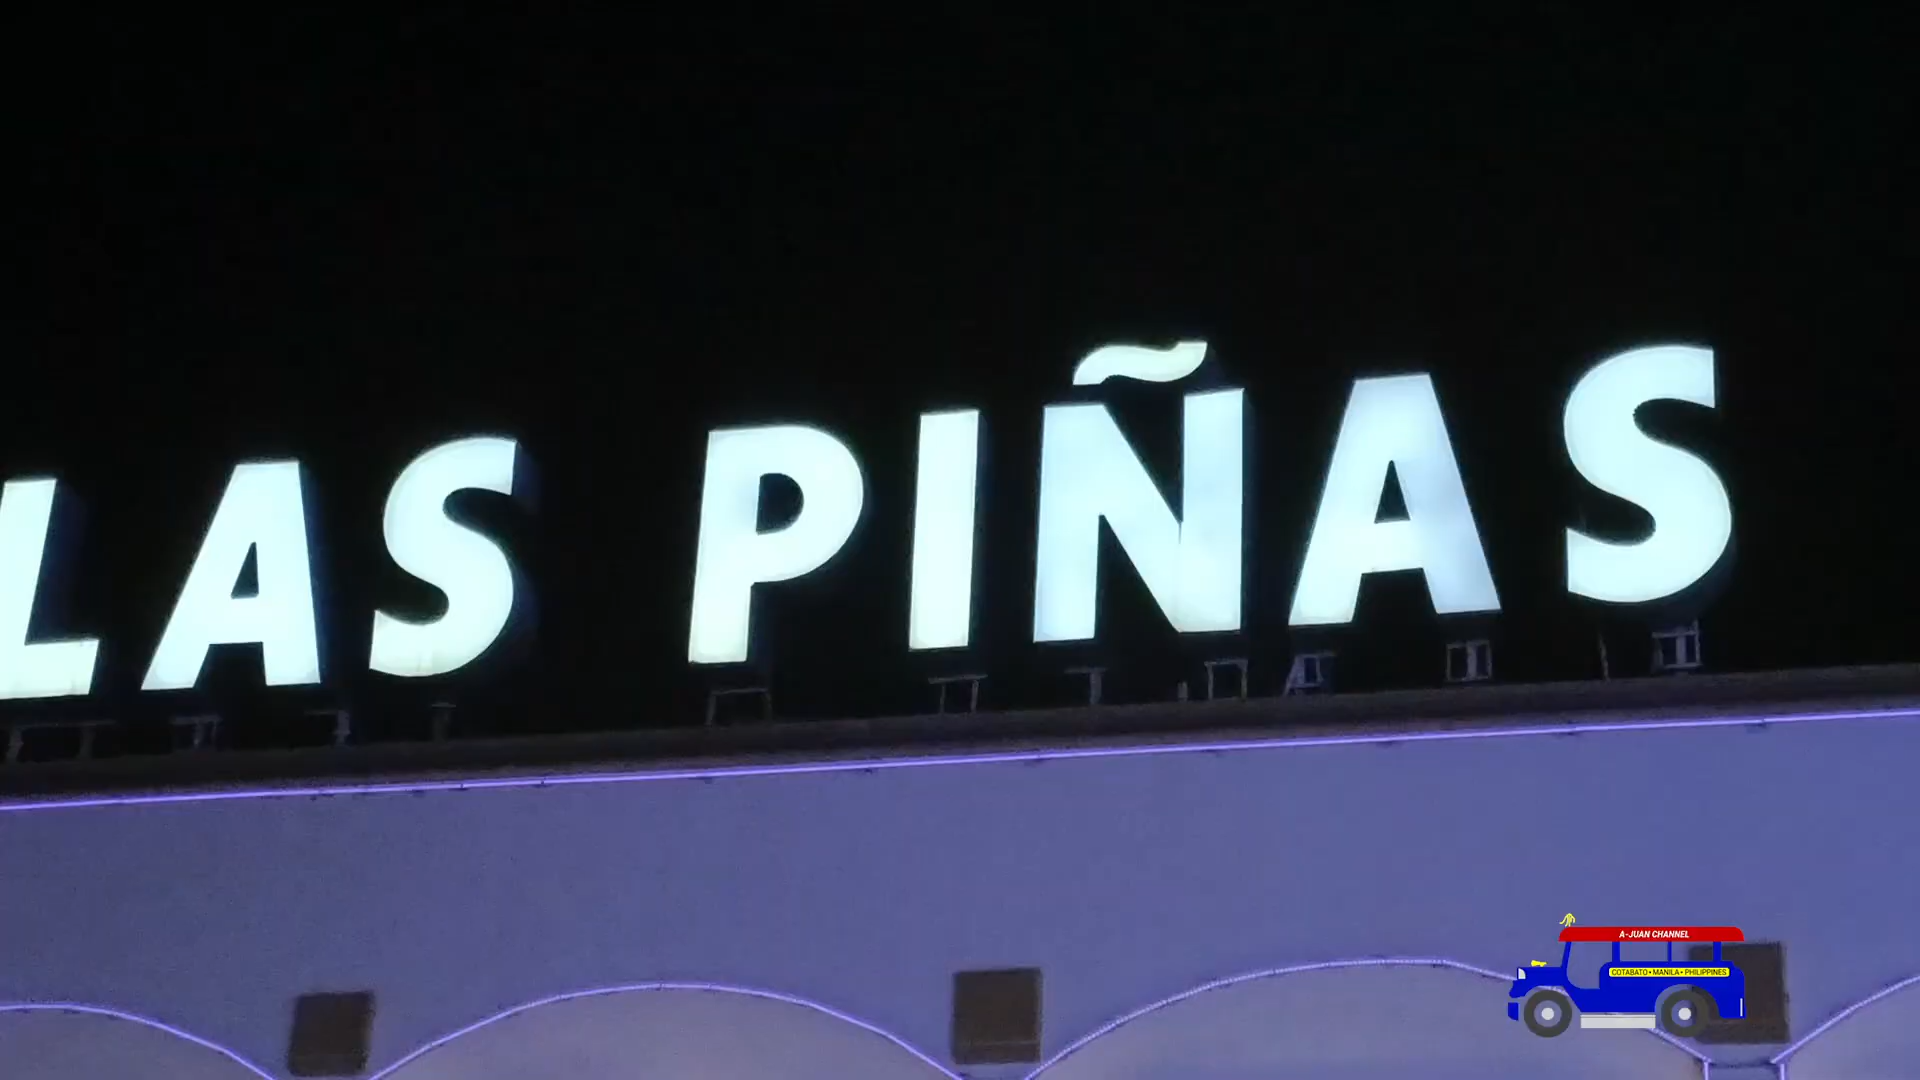 LAS PIÑAS
A-JUAN CHANNEL
COTABATO • MANILA • PHILIPPINES